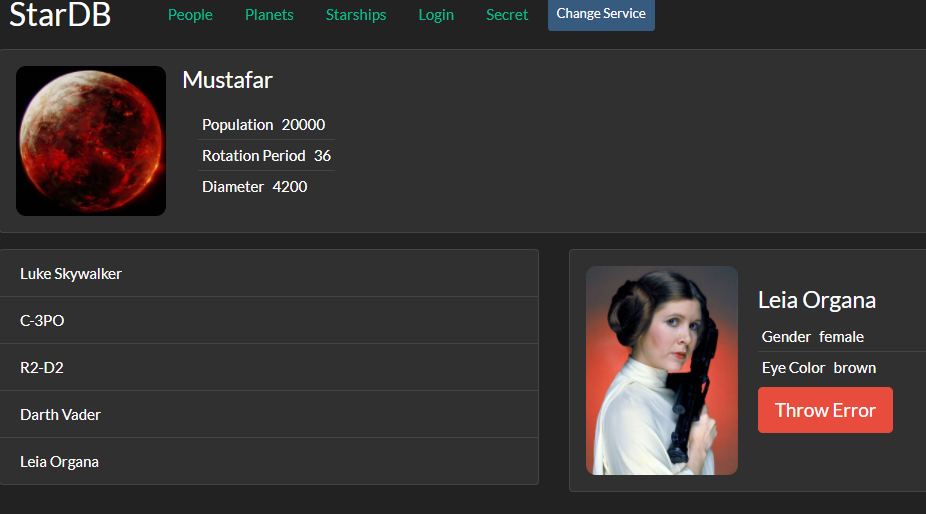 StarDB People Planets Starships Login Secret Change Service
Mustafar
Population 20000
Rotation Period 36
Diameter 4200
Luke Skywalker
C-3PO
R2-D2
Darth Vader
Leia Organa
Leia Organa
Gender female
Eye Color brown
Throw Error